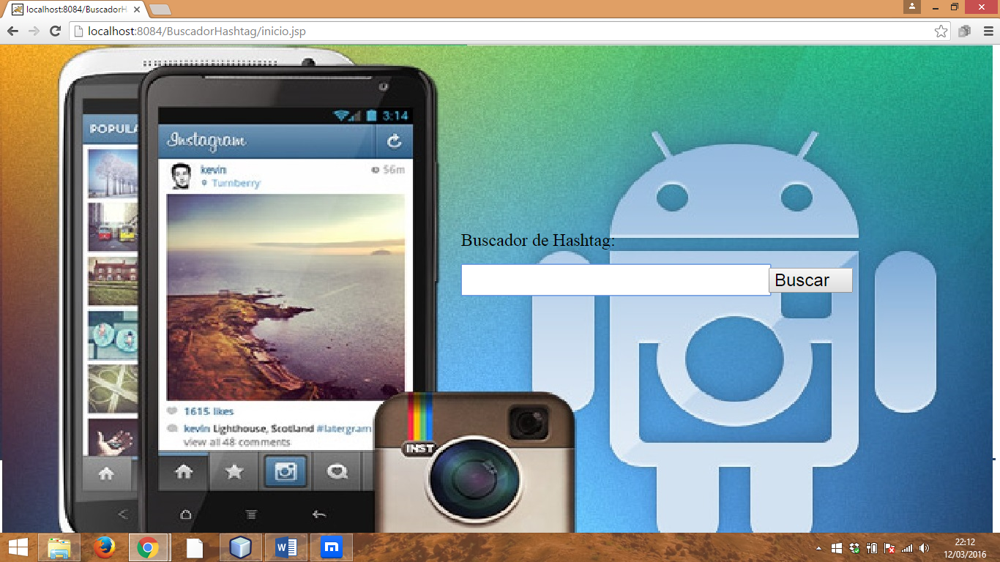 localhost:8084/BuscadorH
localhost:8084/BuscadorHashtag/inicio.jsp
3:14
POPULA
Instagram
kevin
56m
Turnberry
Buscador de Hashtag:
Buscar
1615 likes
kevin Lighthouse, Scotland #latergram
view all 48 comments
INST
22:12
12/03/2016